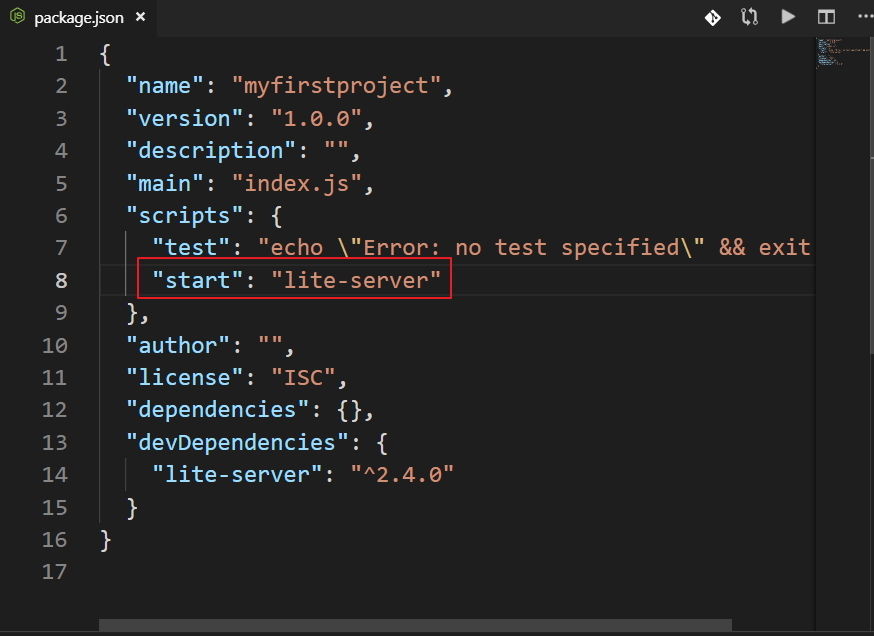 package.json ×
1 {
2 "name": "myfirstproject",
3 "version": "1.0.0",
4 "description": "",
5 "main": "index.js",
6 "scripts": {
7 "test": "echo \"Error: no test specified\" && exit
8 "start": "lite-server"
9 },
10 "author": "",
11 "license": "ISC",
12 "dependencies": {},
13 "devDependencies": {
14 "lite-server": "^2.4.0"
15 }
16 }
17